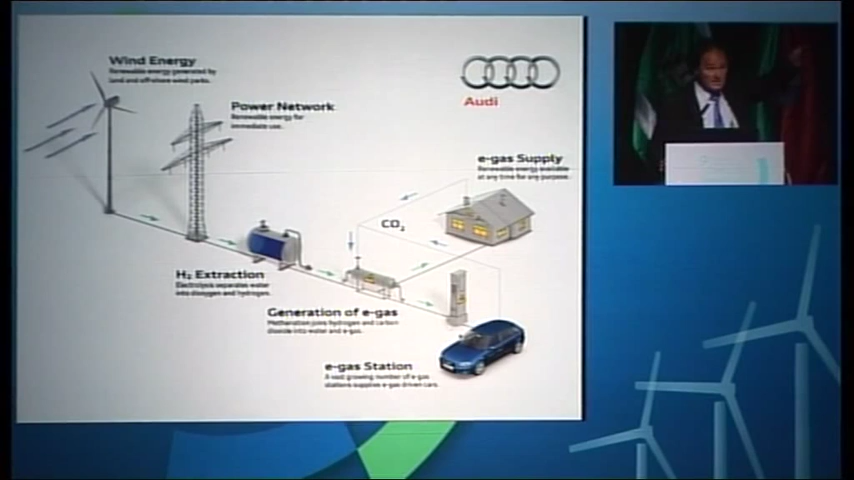 Wind Energy
Renewable energy generated by
land and off-shore wind parks.
Audi
Power Network
Renewable energy for
immediate use.
e-gas Supply
Renewable energy available
at any time for any purpose.
CO₂
H₂ Extraction
Electrolysis separates water
into dioxygen and hydrogen.
Generation of e-gas
Methanation joins hydrogen and carbon
dioxide into water and e-gas.
e-gas Station
A vast growing number of e-gas
stations supplies e-gas driven cars.